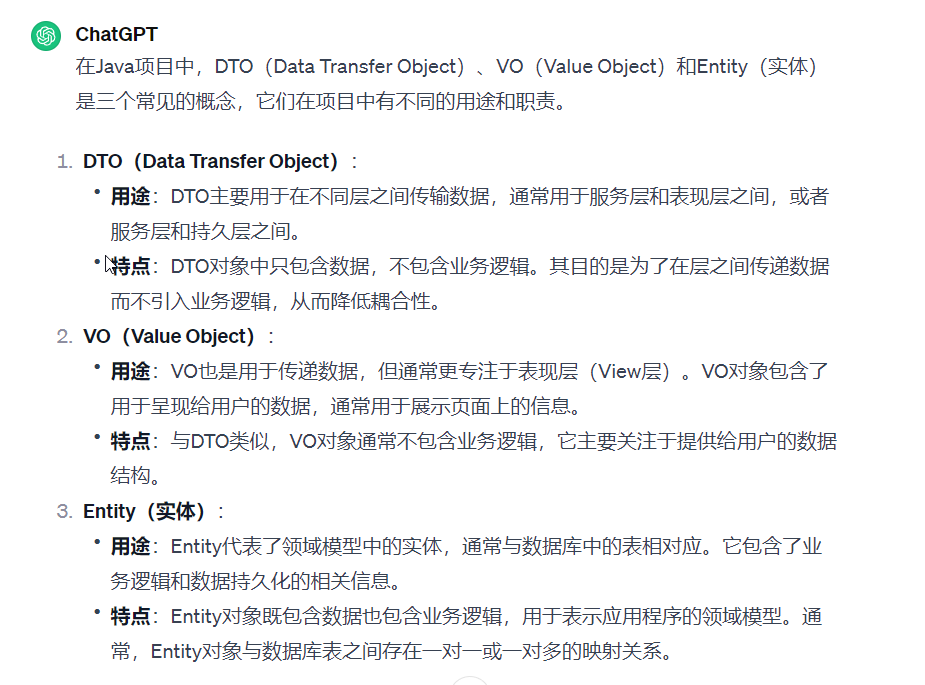 ChatGPT
在Java项目中，DTO（Data Transfer Object）、VO（Value Object）和Entity（实体）
是三个常见的概念，它们在项目中有不同的用途和职责。
1. DTO（Data Transfer Object）：
• 用途：DTO主要用于在不同层之间传输数据，通常用于服务层和表现层之间，或者
服务层和持久层之间。
• 特点：DTO对象中只包含数据，不包含业务逻辑。其目的是为了在层之间传递数据
而不引入业务逻辑，从而降低耦合性。
2. VO（Value Object）：
• 用途：VO也是用于传递数据，但通常更专注于表现层（View层）。VO对象包含了
用于呈现给用户的数据，通常用于展示页面上的信息。
• 特点：与DTO类似，VO对象通常不包含业务逻辑，它主要关注于提供给用户的数据
结构。
3. Entity（实体）：
• 用途：Entity代表了领域模型中的实体，通常与数据库中的表相对应。它包含了业
务逻辑和数据持久化的相关信息。
• 特点：Entity对象既包含数据也包含业务逻辑，用于表示应用程序的领域模型。通
常，Entity对象与数据库表之间存在一对一或一对多的映射关系。